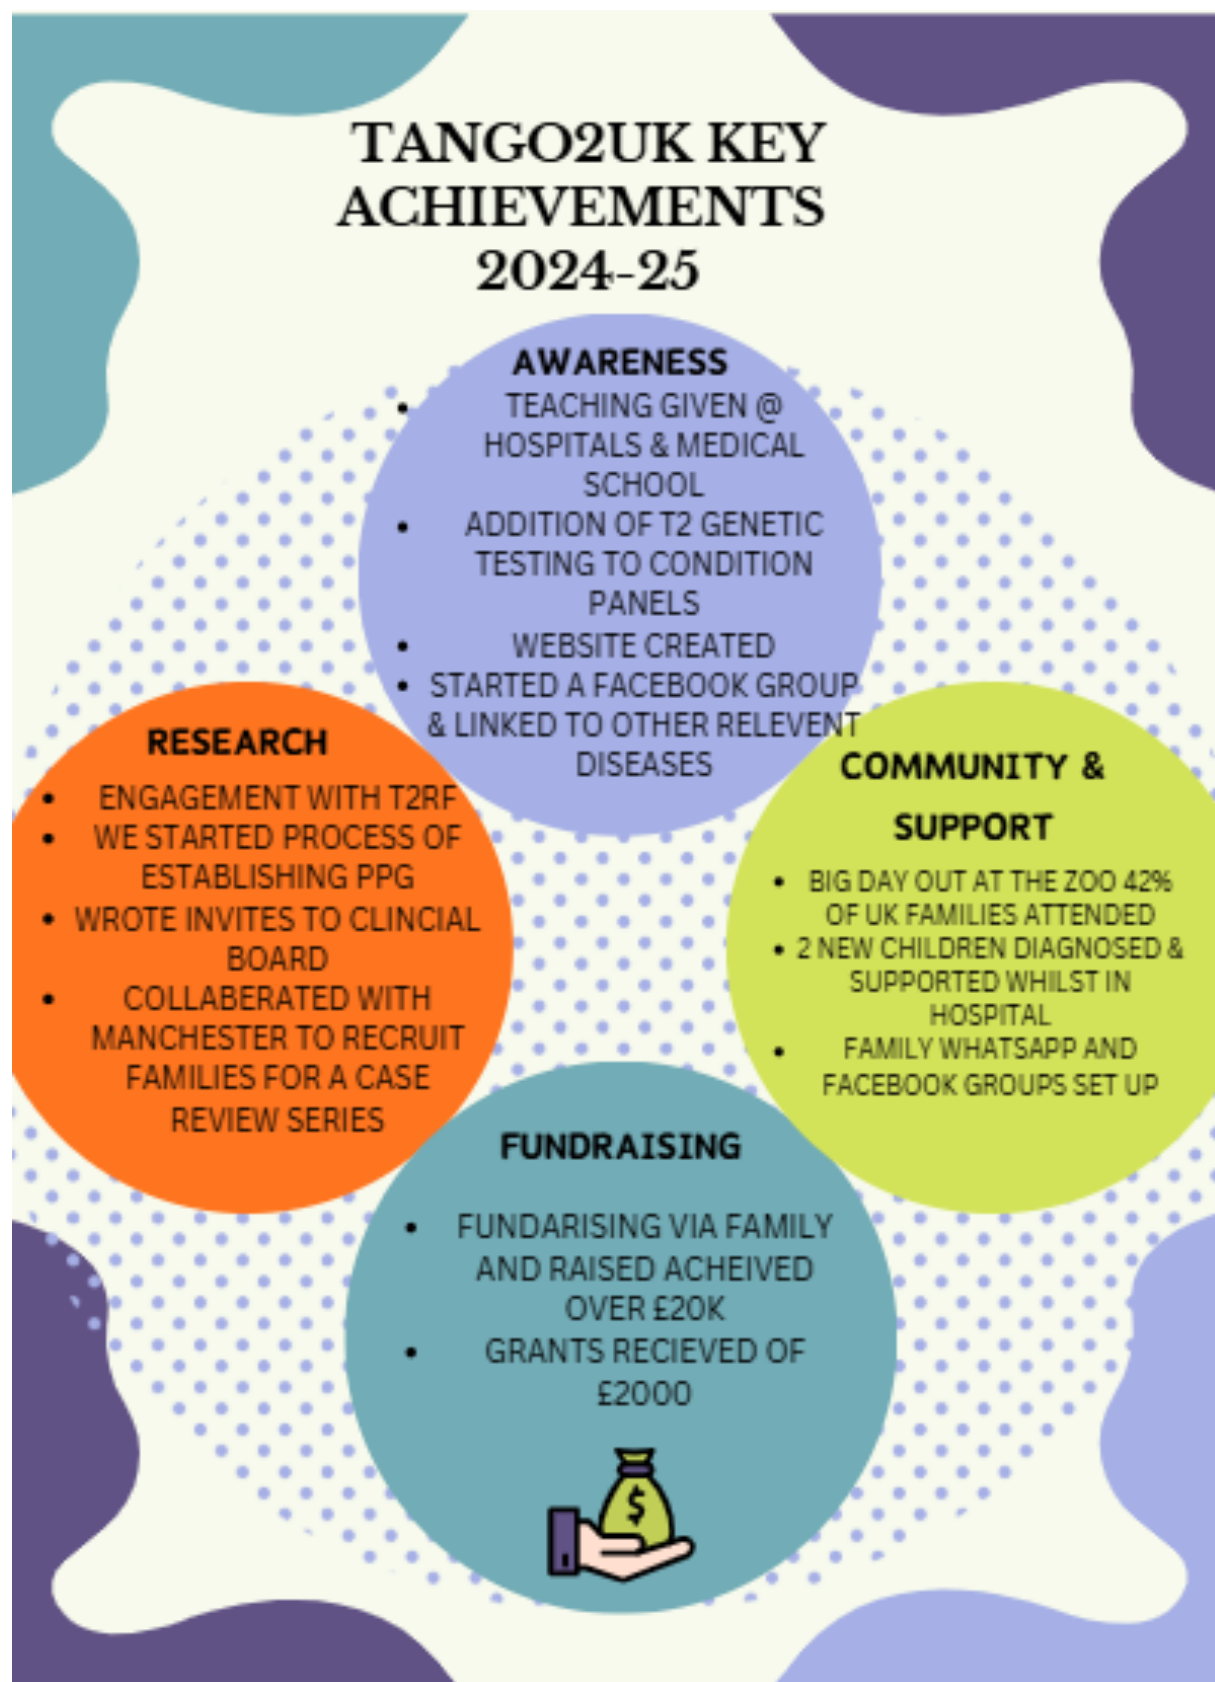 TANGO2UK KEY
ACHIEVEMENTS
2024-25
AWARENESS
• TEACHING GIVEN @
HOSPITALS & MEDICAL
SCHOOL
• ADDITION OF T2 GENETIC
TESTING TO CONDITION
PANELS
• WEBSITE CREATED
• STARTED A FACEBOOK GROUP
& LINKED TO OTHER RELEVENT
DISEASES
RESEARCH
• ENGAGEMENT WITH T2RF
• WE STARTED PROCESS OF
ESTABLISHING PPG
• WROTE INVITES TO CLINCIAL
BOARD
• COLLABERATED WITH
MANCHESTER TO RECRUIT
FAMILIES FOR A CASE
REVIEW SERIES
COMMUNITY &
SUPPORT
• BIG DAY OUT AT THE ZOO 42%
OF UK FAMILIES ATTENDED
• 2 NEW CHILDREN DIAGNOSED &
SUPPORTED WHILST IN
HOSPITAL
• FAMILY WHATSAPP AND
FACEBOOK GROUPS SET UP
FUNDRAISING
• FUNDARISING VIA FAMILY
AND RAISED ACHEIVED
OVER £20K
• GRANTS RECIEVED OF
£2000
$